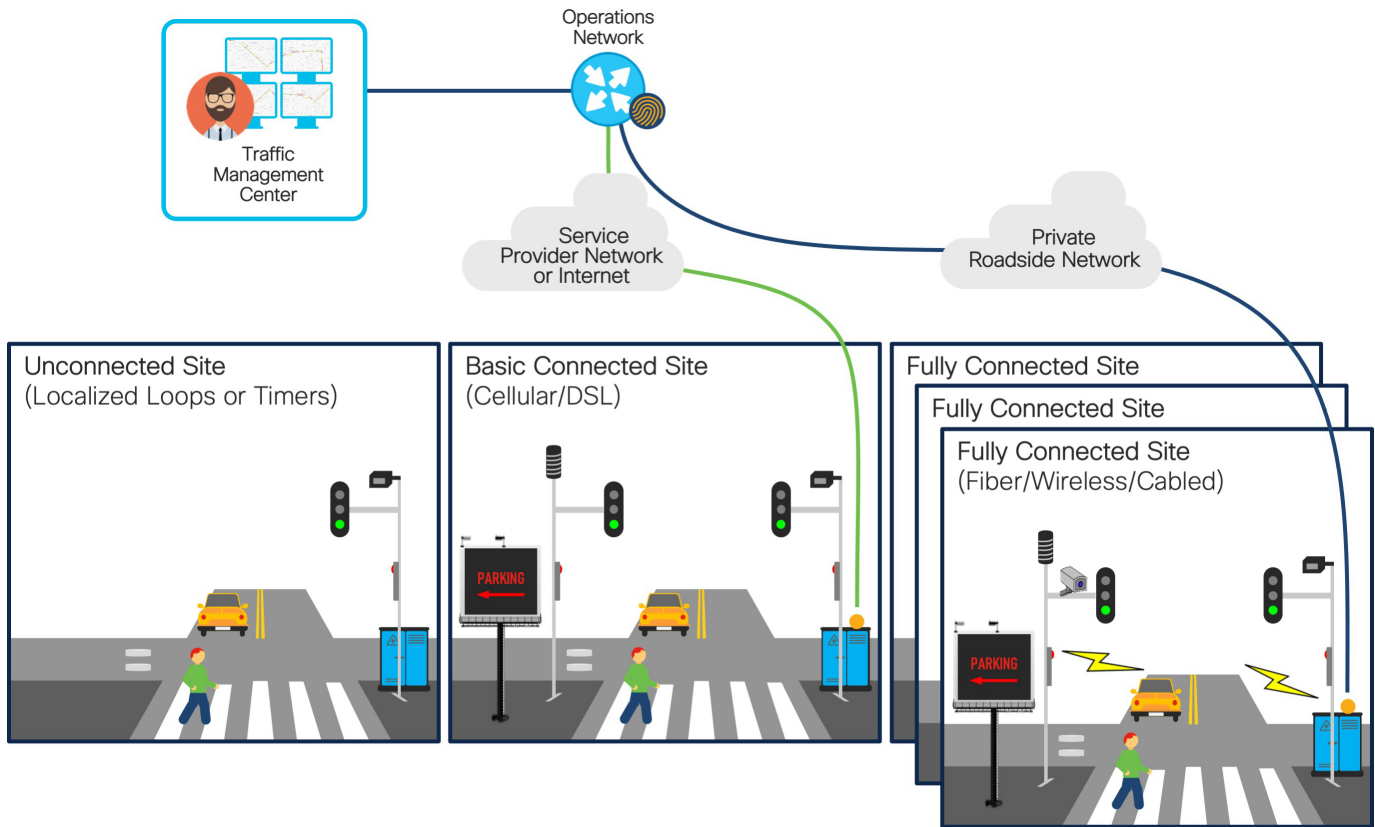 Operations
Network
Traffic
Management
Center
Service
Provider Network
or Internet
Private
Roadside Network
Unconnected Site
(Localized Loops or Timers)
Basic Connected Site
(Cellular/DSL)
PARKING
Fully Connected Site
Fully Connected Site
Fully Connected Site
(Fiber/Wireless/Cabled)
PARKING